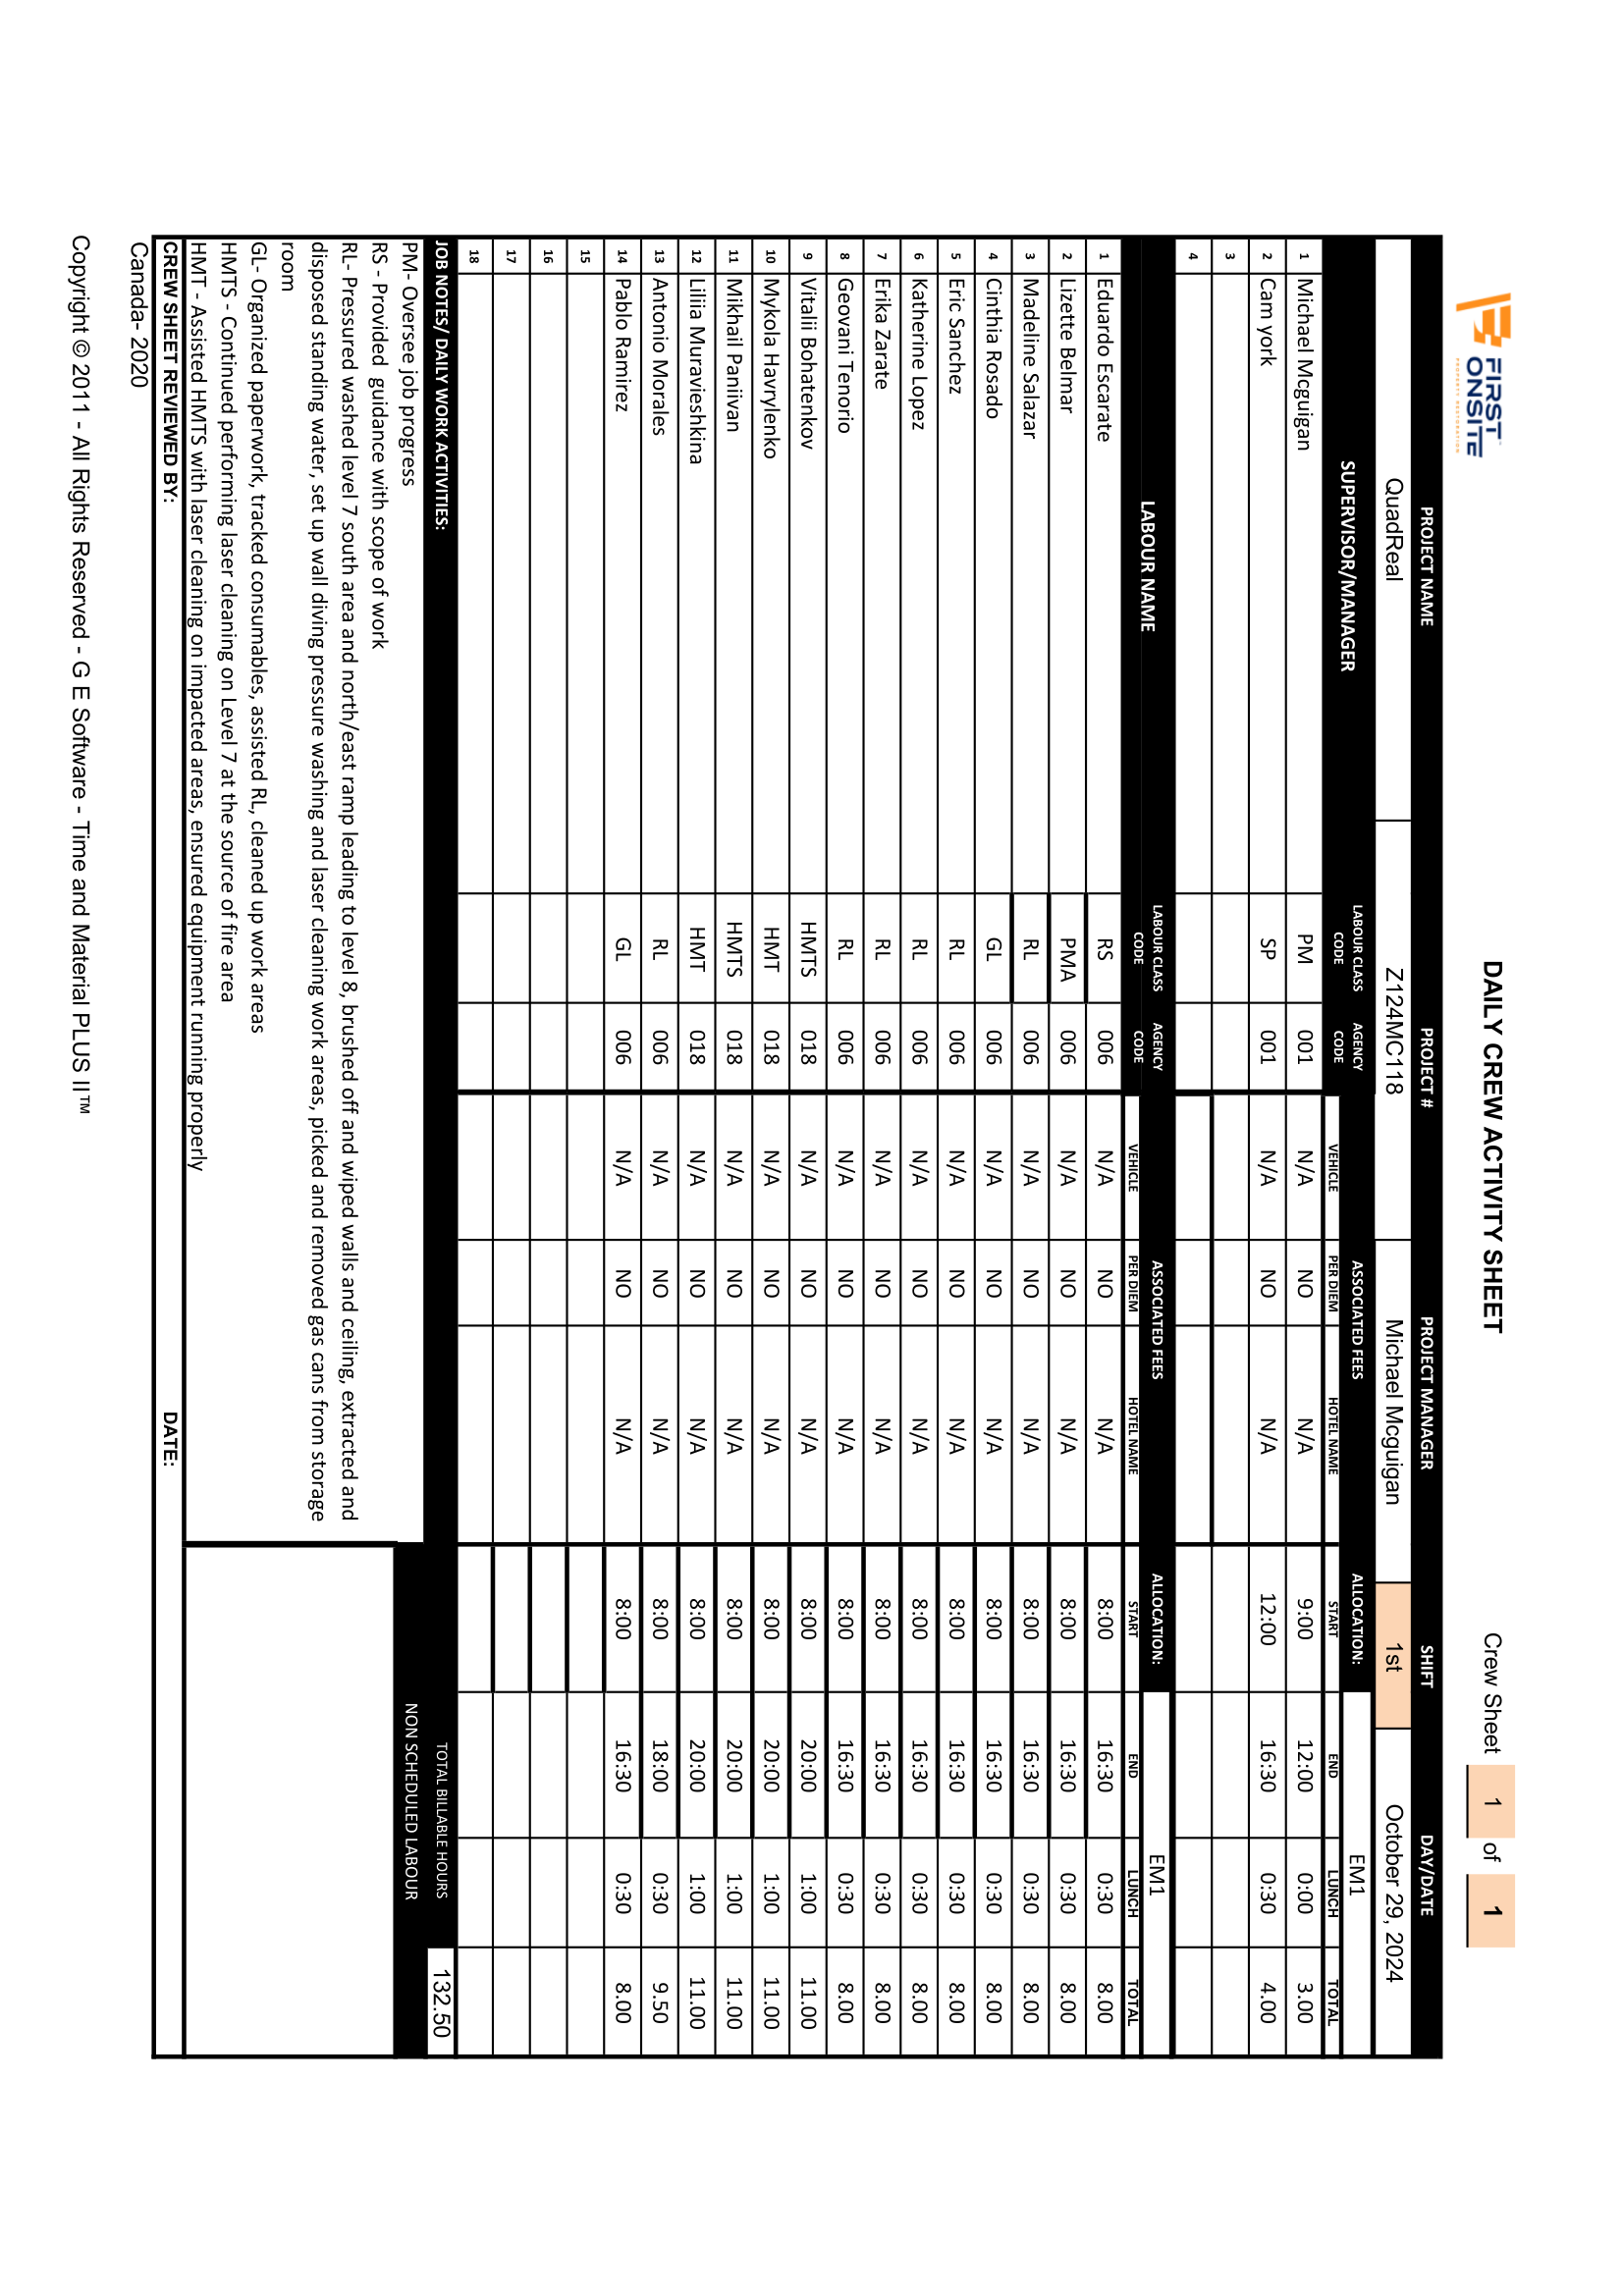 FIRST
ONSITE
PROPERTY RESTORATION
DAILY CREW ACTIVITY SHEET
Crew Sheet 1 of 1
PROJECT NAME PROJECT # PROJECT MANAGER SHIFT DAY/DATE
QuadReal Z124MC118 Michael Mcguigan 1st October 29, 2024
SUPERVISOR/MANAGER LABOUR CLASS CODE AGENCY CODE ASSOCIATED FEES ALLOCATION: EM1
VEHICLE PER DIEM HOTEL NAME START END LUNCH TOTAL
1 Michael Mcguigan PM 001 N/A NO N/A 9:00 12:00 0:00 3.00
2 Cam york SP 001 N/A NO N/A 12:00 16:30 0:30 4.00
3
4
LABOUR NAME LABOUR CLASS CODE AGENCY CODE ASSOCIATED FEES ALLOCATION: EM1
VEHICLE PER DIEM HOTEL NAME START END LUNCH TOTAL
1 Eduardo Escarate RS 006 N/A NO N/A 8:00 16:30 0:30 8.00
2 Lizette Belmar PMA 006 N/A NO N/A 8:00 16:30 0:30 8.00
3 Madeline Salazar RL 006 N/A NO N/A 8:00 16:30 0:30 8.00
4 Cinthia Rosado GL 006 N/A NO N/A 8:00 16:30 0:30 8.00
5 Eric Sanchez RL 006 N/A NO N/A 8:00 16:30 0:30 8.00
6 Katherine Lopez RL 006 N/A NO N/A 8:00 16:30 0:30 8.00
7 Erika Zarate RL 006 N/A NO N/A 8:00 16:30 0:30 8.00
8 Geovani Tenorio RL 006 N/A NO N/A 8:00 16:30 0:30 8.00
9 Vitalii Bohatenkov HMTS 018 N/A NO N/A 8:00 20:00 1:00 11.00
10 Mykola Havrylenko HMT 018 N/A NO N/A 8:00 20:00 1:00 11.00
11 Mikhail Paniivan HMTS 018 N/A NO N/A 8:00 20:00 1:00 11.00
12 Liliia Muravieshkina HMT 018 N/A NO N/A 8:00 20:00 1:00 11.00
13 Antonio Morales RL 006 N/A NO N/A 8:00 18:00 0:30 9.50
14 Pablo Ramirez GL 006 N/A NO N/A 8:00 16:30 0:30 8.00
15
16
17
18
JOB NOTES/ DAILY WORK ACTIVITIES: TOTAL BILLABLE HOURS 132.50
NON SCHEDULED LABOUR
PM- Oversee job progress
RS - Provided guidance with scope of work
RL- Pressured washed level 7 south area and north/east ramp leading to level 8, brushed off and wiped walls and ceiling, extracted and
disposed standing water, set up wall diving pressure washing and laser cleaning work areas, picked and removed gas cans from storage
room
GL- Organized paperwork, tracked consumables, assisted RL, cleaned up work areas
HMTS - Continued performing laser cleaning on Level 7 at the source of fire area
HMT - Assisted HMTS with laser cleaning on impacted areas, ensured equipment running properly
CREW SHEET REVIEWED BY: DATE:
Canada- 2020
Copyright © 2011 - All Rights Reserved - G E Software - Time and Material PLUS II™